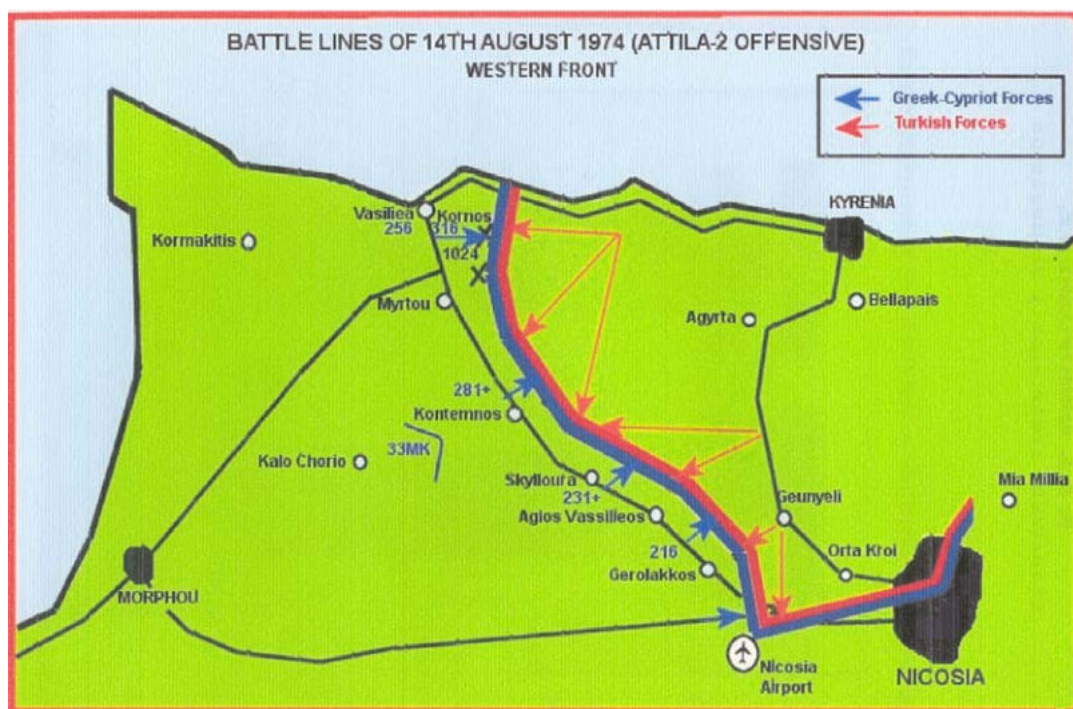 BATTLE LINES OF 14TH AUGUST 1974 (ATTILA-2 OFFENSIVE)
WESTERN FRONT
Greek-Cypriot Forces
Turkish Forces
Vasiliea
Kornos
KYRENIA
256
316
Kormakitis
1024
Myrtou
Bellapais
Agyrta
281+
Kontemnos
33MK
Kalo Chorio
Skylloura
231+
Mia Millia
Geunyeli
Agios Vassilleos
216
Orta Kroi
Gerolakkos
MORPHOU
Nicosia
Airport
NICOSIA